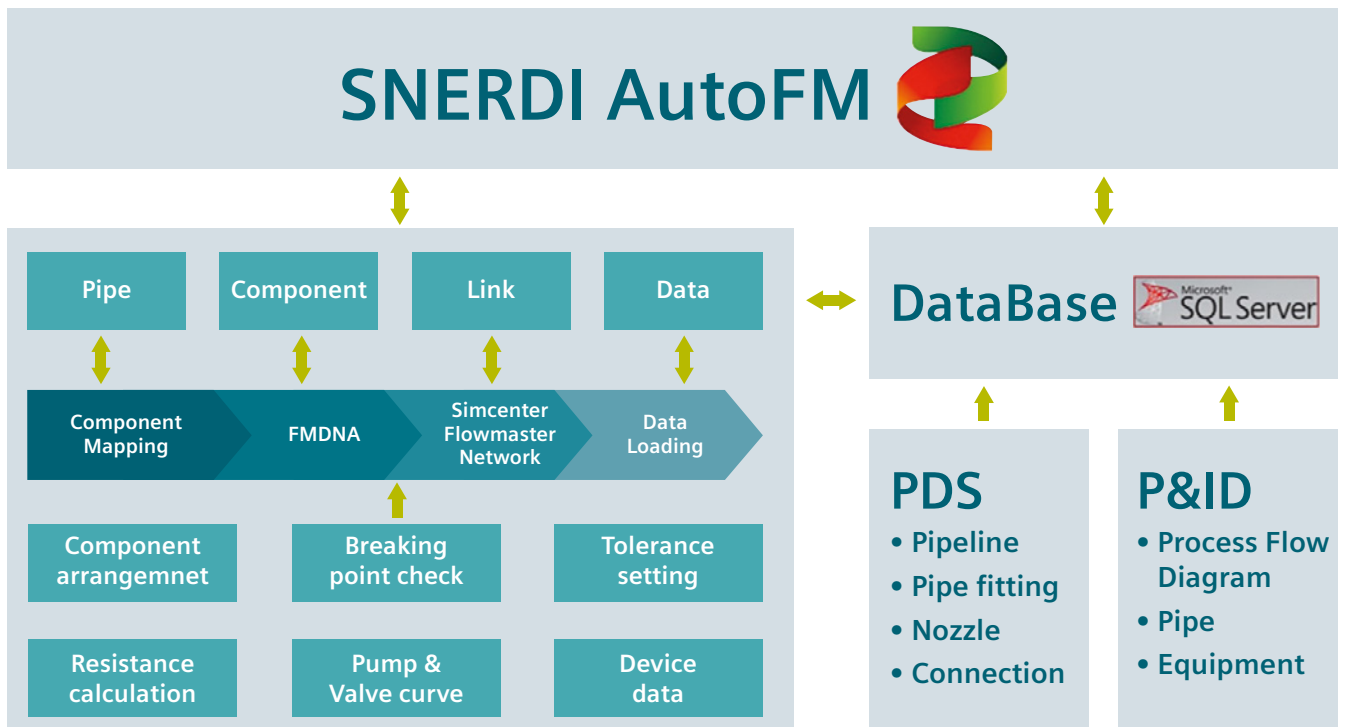 SNERDI AutoFM
Pipe
Component
Link
Data
Component
Mapping
FMDNA
Simcenter
Flowmaster
Network
Data
Loading
Component
arrangemnet
Breaking
point check
Tolerance
setting
Resistance
calculation
Pump &
Valve curve
Device
data
DataBase
Microsoft®
SQL Server
PDS
• Pipeline
• Pipe fitting
• Nozzle
• Connection
P&ID
• Process Flow
Diagram
• Pipe
• Equipment